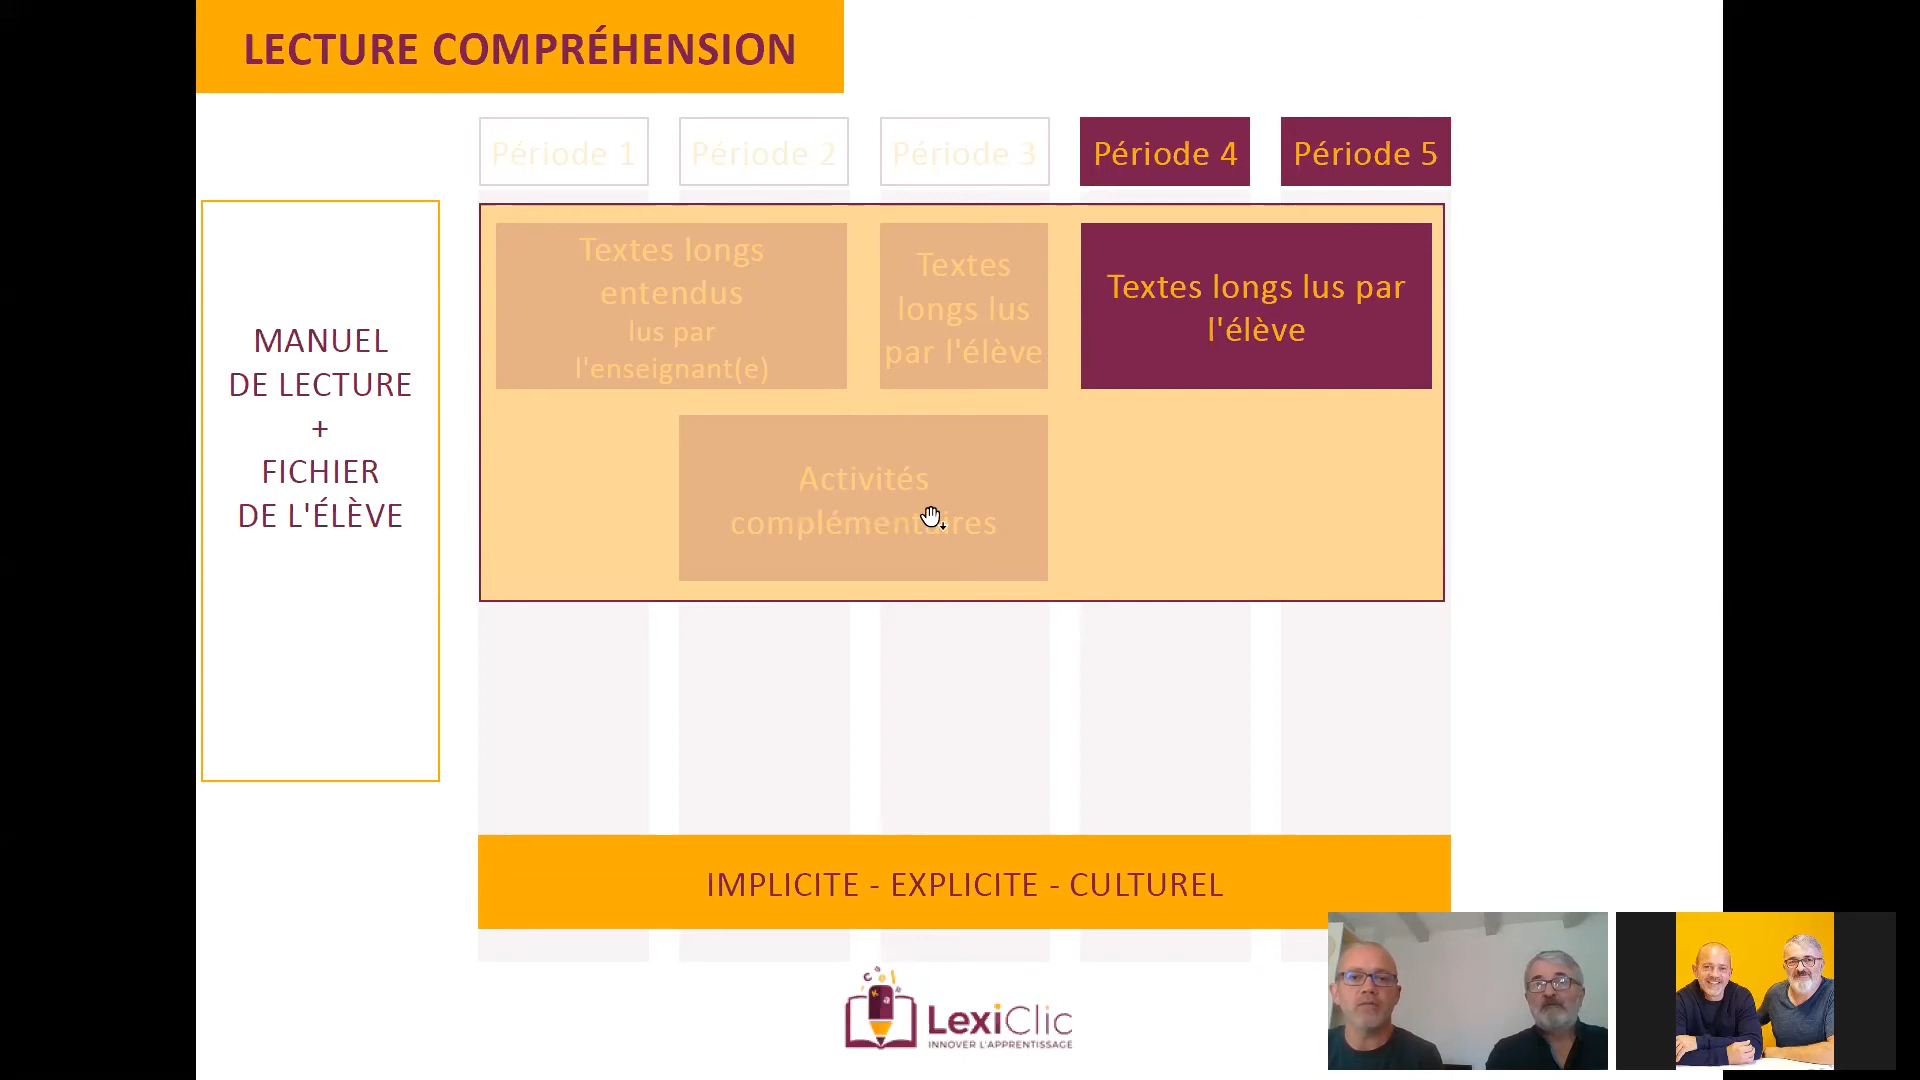 LECTURE COMPRÉHENSION
Période 1
Période 2
Période 3
Période 4
Période 5
MANUEL
DE LECTURE
+
FICHIER
DE L'ÉLÈVE
Textes longs
entendus
lus par
l'enseignant(e)
Textes
longs lus
par l'élève
Textes longs lus par
l'élève
Activités
complémentaires
IMPLICITE - EXPLICITE - CULTUREL
LexiClic
INNOVER L'APPRENTISSAGE